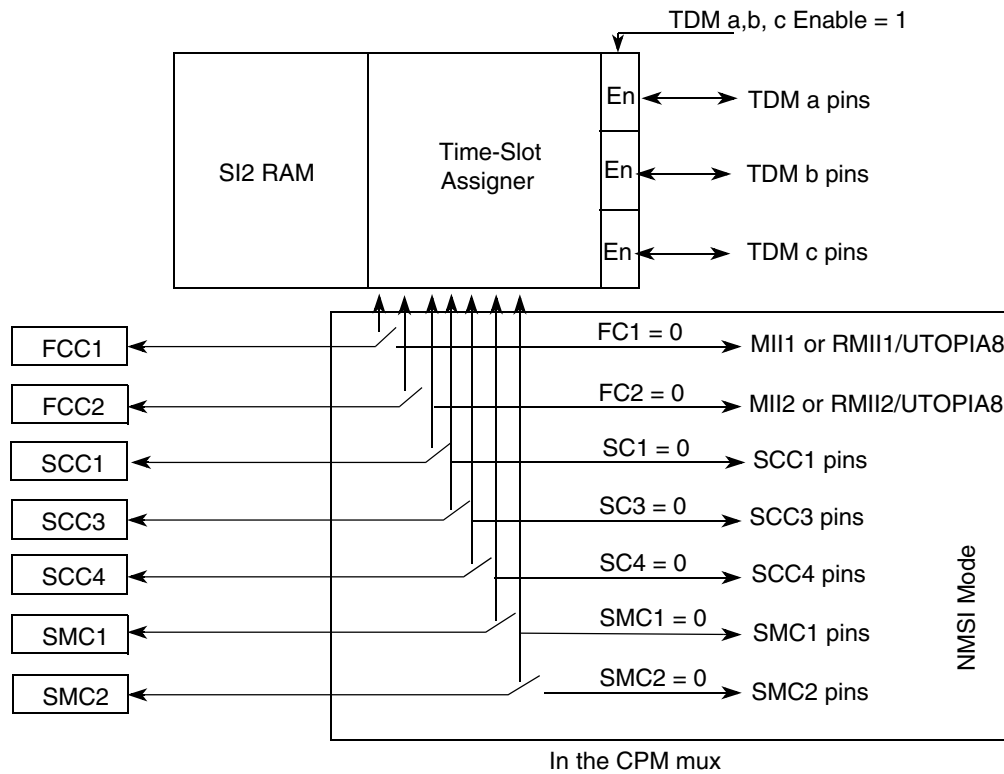 TDM a,b, c Enable = 1
En
TDM a pins
SI2 RAM
Time-Slot
Assigner
En
TDM b pins
En
TDM c pins
FCC1
FC1 = 0
MII1 or RMII1/UTOPIA8
FCC2
FC2 = 0
MII2 or RMII2/UTOPIA8
SCC1
SC1 = 0
SCC1 pins
SCC3
SC3 = 0
SCC3 pins
SCC4
SC4 = 0
SCC4 pins
SMC1
SMC1 = 0
SMC1 pins
SMC2
SMC2 = 0
SMC2 pins
NMSI Mode
In the CPM mux